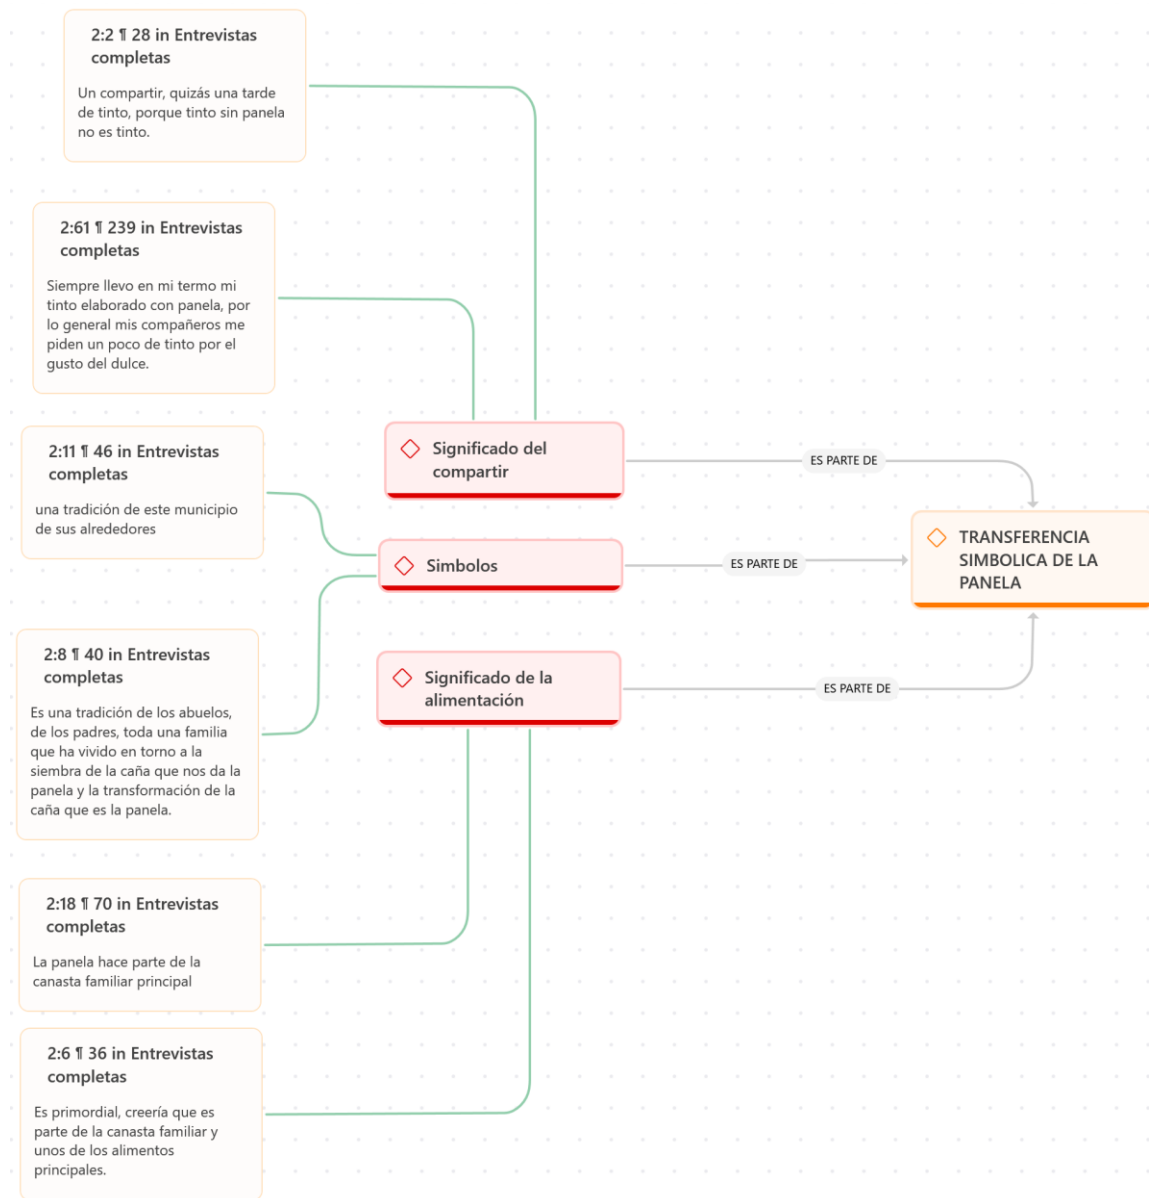 2:2 ¶ 28 in Entrevistas
completas
Un compartir, quizás una tarde
de tinto, porque tinto sin panela
no es tinto.
2:61 ¶ 239 in Entrevistas
completas
Siempre llevo en mi termo mi
tinto elaborado con panela, por
lo general mis compañeros me
piden un poco de tinto por el
gusto del dulce.
2:11 ¶ 46 in Entrevistas
completas
una tradición de este municipio
de sus alrededores
2:8 ¶ 40 in Entrevistas
completas
Es una tradición de los abuelos,
de los padres, toda una familia
que ha vivido en torno a la
siembra de la caña que nos da la
panela y la transformación de la
caña que es la panela.
2:18 ¶ 70 in Entrevistas
completas
La panela hace parte de la
canasta familiar principal
2:6 ¶ 36 in Entrevistas
completas
Es primordial, creería que es
parte de la canasta familiar y
unos de los alimentos
principales.
Significado del
compartir
Simbolos
Significado de la
alimentación
ES PARTE DE
ES PARTE DE
ES PARTE DE
TRANSFERENCIA
SIMBOLICA DE LA
PANELA